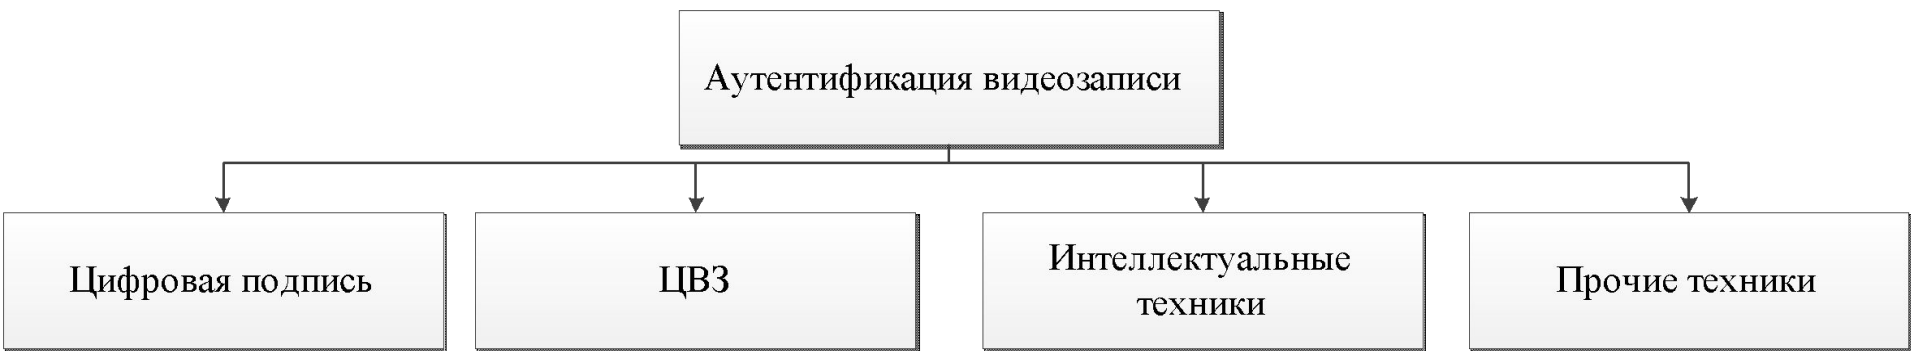 Аутентификация видеозаписи
Цифровая подпись
ЦВЗ
Интеллектуальные
техники
Прочие техники